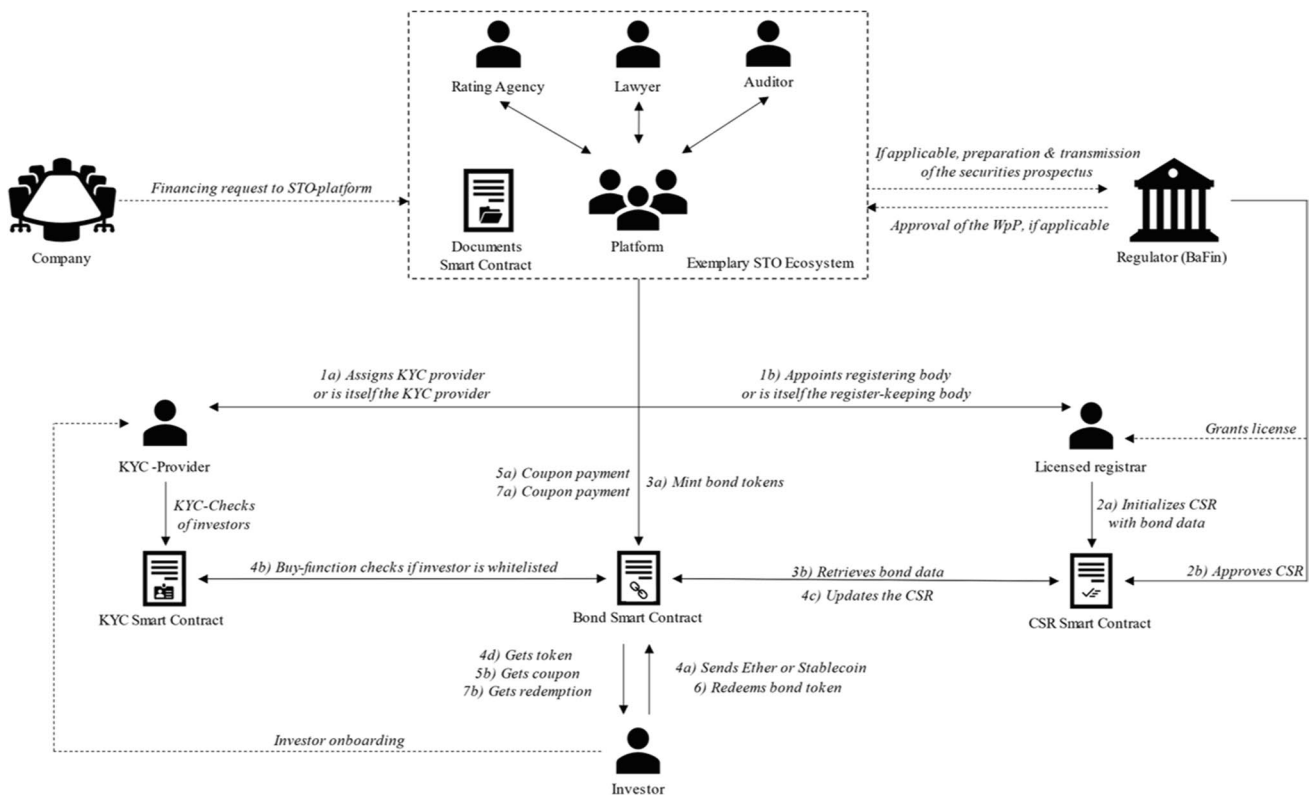 Rating Agency
Lawyer
Auditor
Financing request to STO-platform
Company
Documents
Smart Contract
Platform
Exemplary STO Ecosystem
If applicable, preparation & transmission
of the securities prospectus
Approval of the WpP, if applicable
Regulator (BaFin)
1a) Assigns KYC provider
or is itself the KYC provider
1b) Appoints registering body
or is itself the register-keeping body
Grants license
KYC -Provider
Licensed registrar
5a) Coupon payment
7a) Coupon payment
3a) Mint bond tokens
KYC-Checks
of investors
2a) Initializes CSR
with bond data
4b) Buy-function checks if investor is whitelisted
3b) Retrieves bond data
4c) Updates the CSR
2b) Approves CSR
KYC Smart Contract
Bond Smart Contract
CSR Smart Contract
4d) Gets token
5b) Gets coupon
7b) Gets redemption
4a) Sends Ether or Stablecoin
6) Redeems bond token
Investor onboarding
Investor